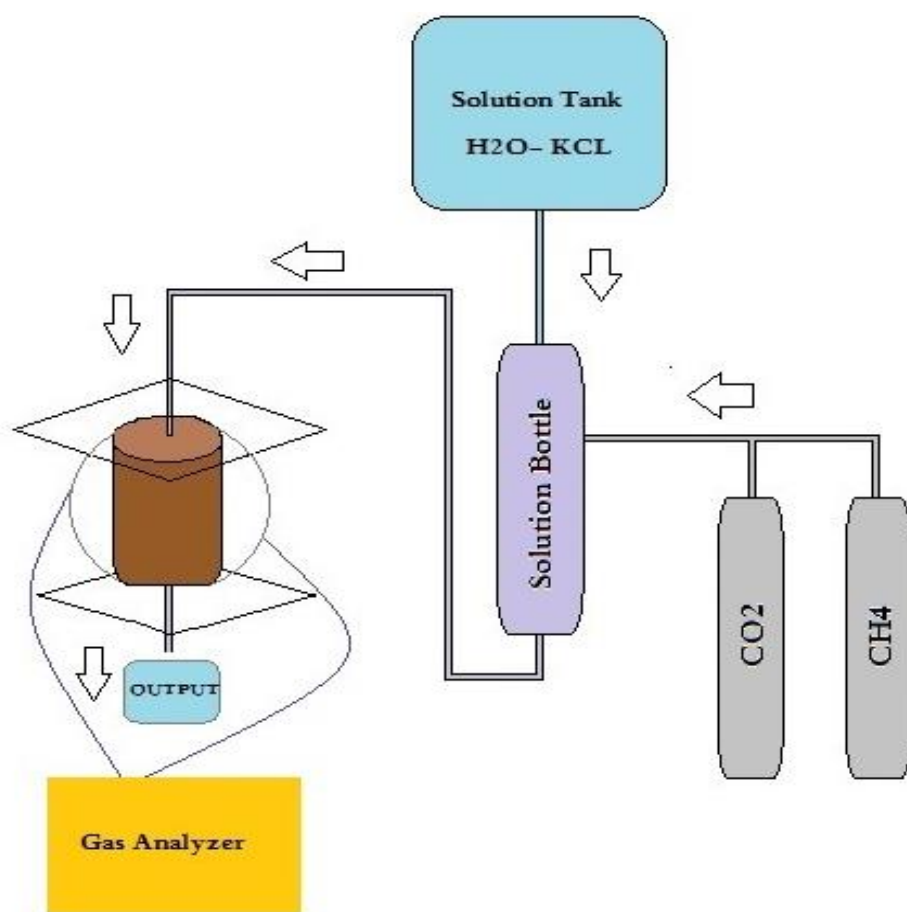 Solution Tank
H2O- KCL
Solution Bottle
CO2
CH4
OUTPUT
Gas Analyzer